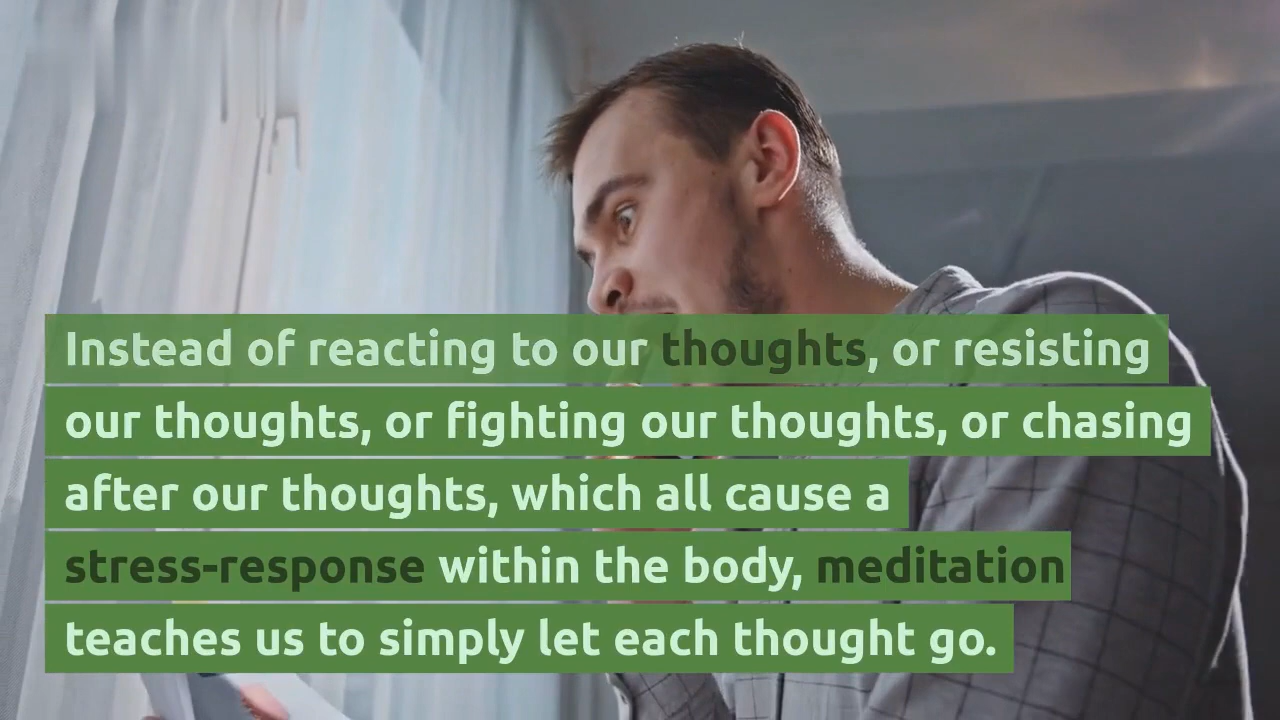 Instead of reacting to our thoughts, or resisting
our thoughts, or fighting our thoughts, or chasing
after our thoughts, which all cause a
stress-response within the body, meditation
teaches us to simply let each thought go.